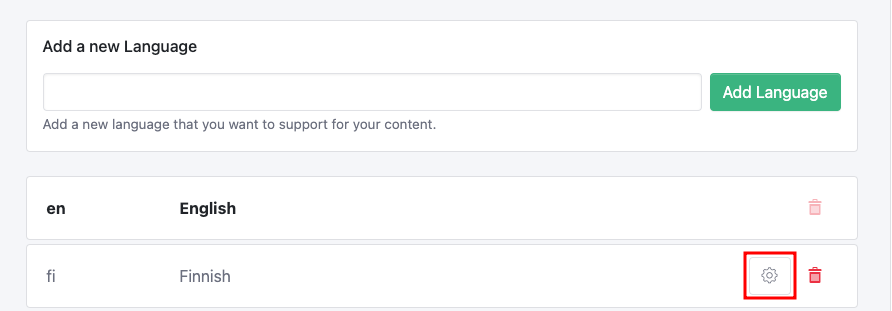 Add a new Language
Add Language
Add a new language that you want to support for your content.
en English
fi Finnish